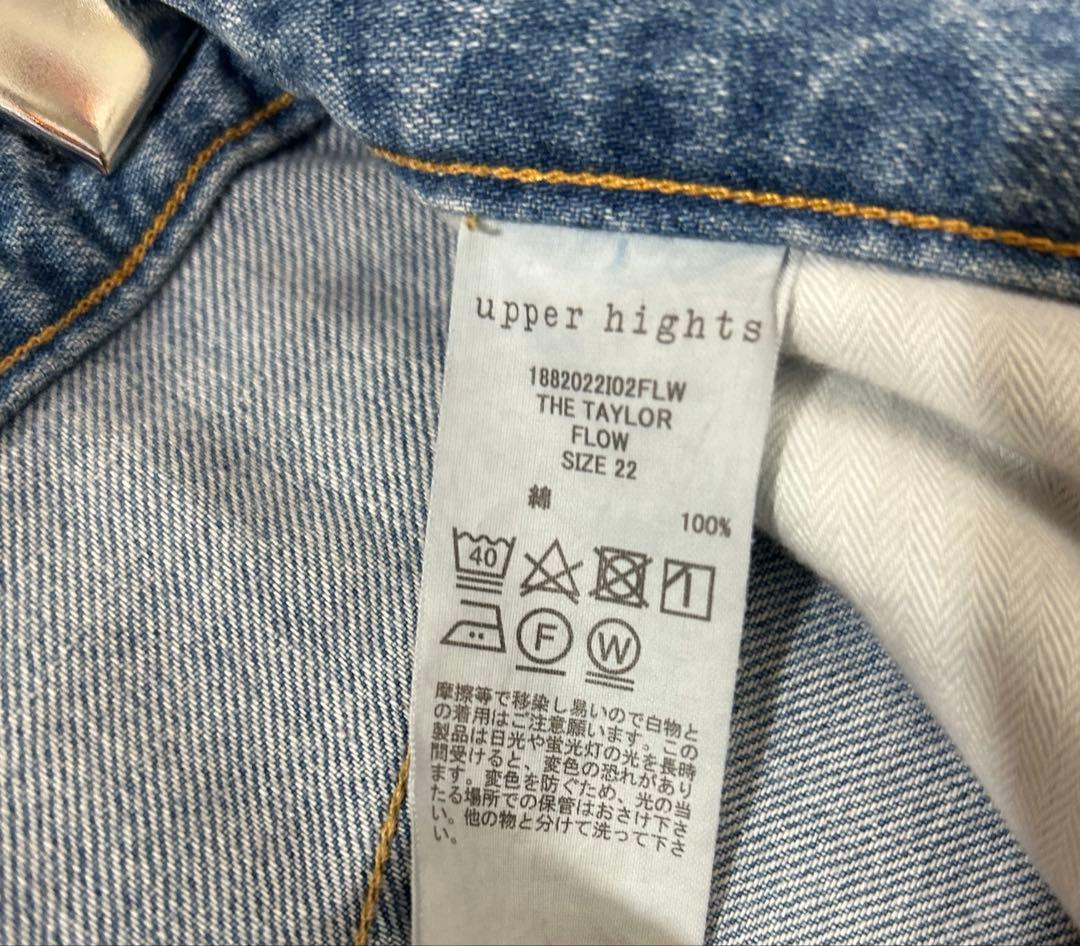 upper hights
1882022I02FLW
THE TAYLOR
FLOW
SIZE 22
綿 100%
40
F W
摩擦等で移染し易いので白物と
の着用はご注意願います。この
製品は日光や蛍光灯の光を長時
間受けると、変色の恐れがあり
ます。変色を防ぐため、光の当
たる場所での保管はおさけ下さ
い。他の物と分けて洗って下さ
い。